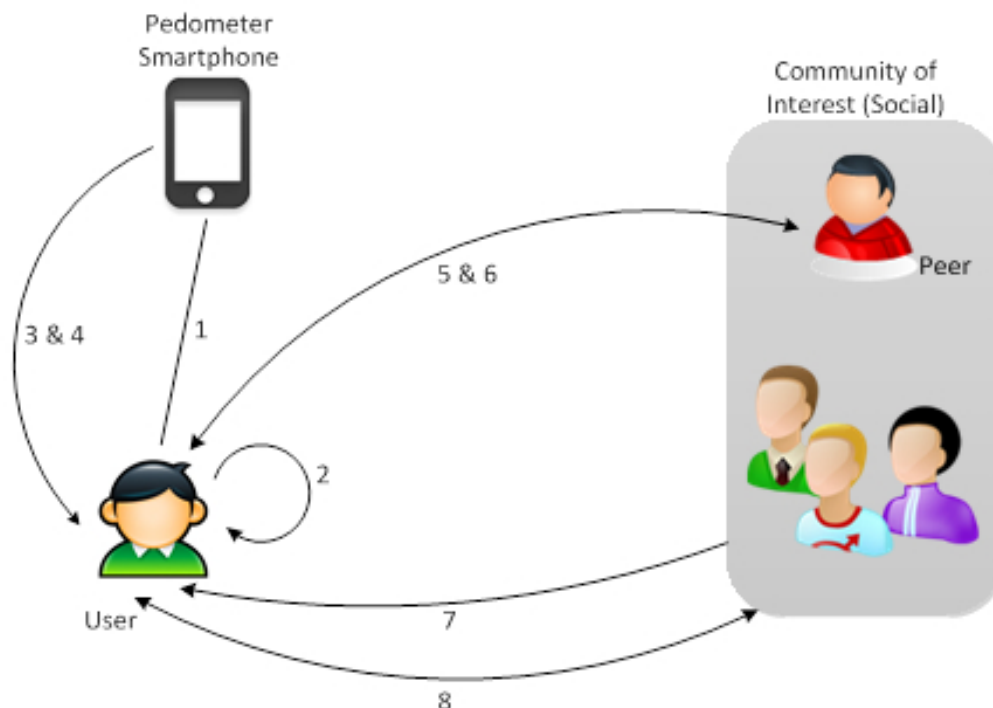 Pedometer
Smartphone
Community of
Interest (Social)
Peer
5 & 6
3 & 4
1
2
User
7
8